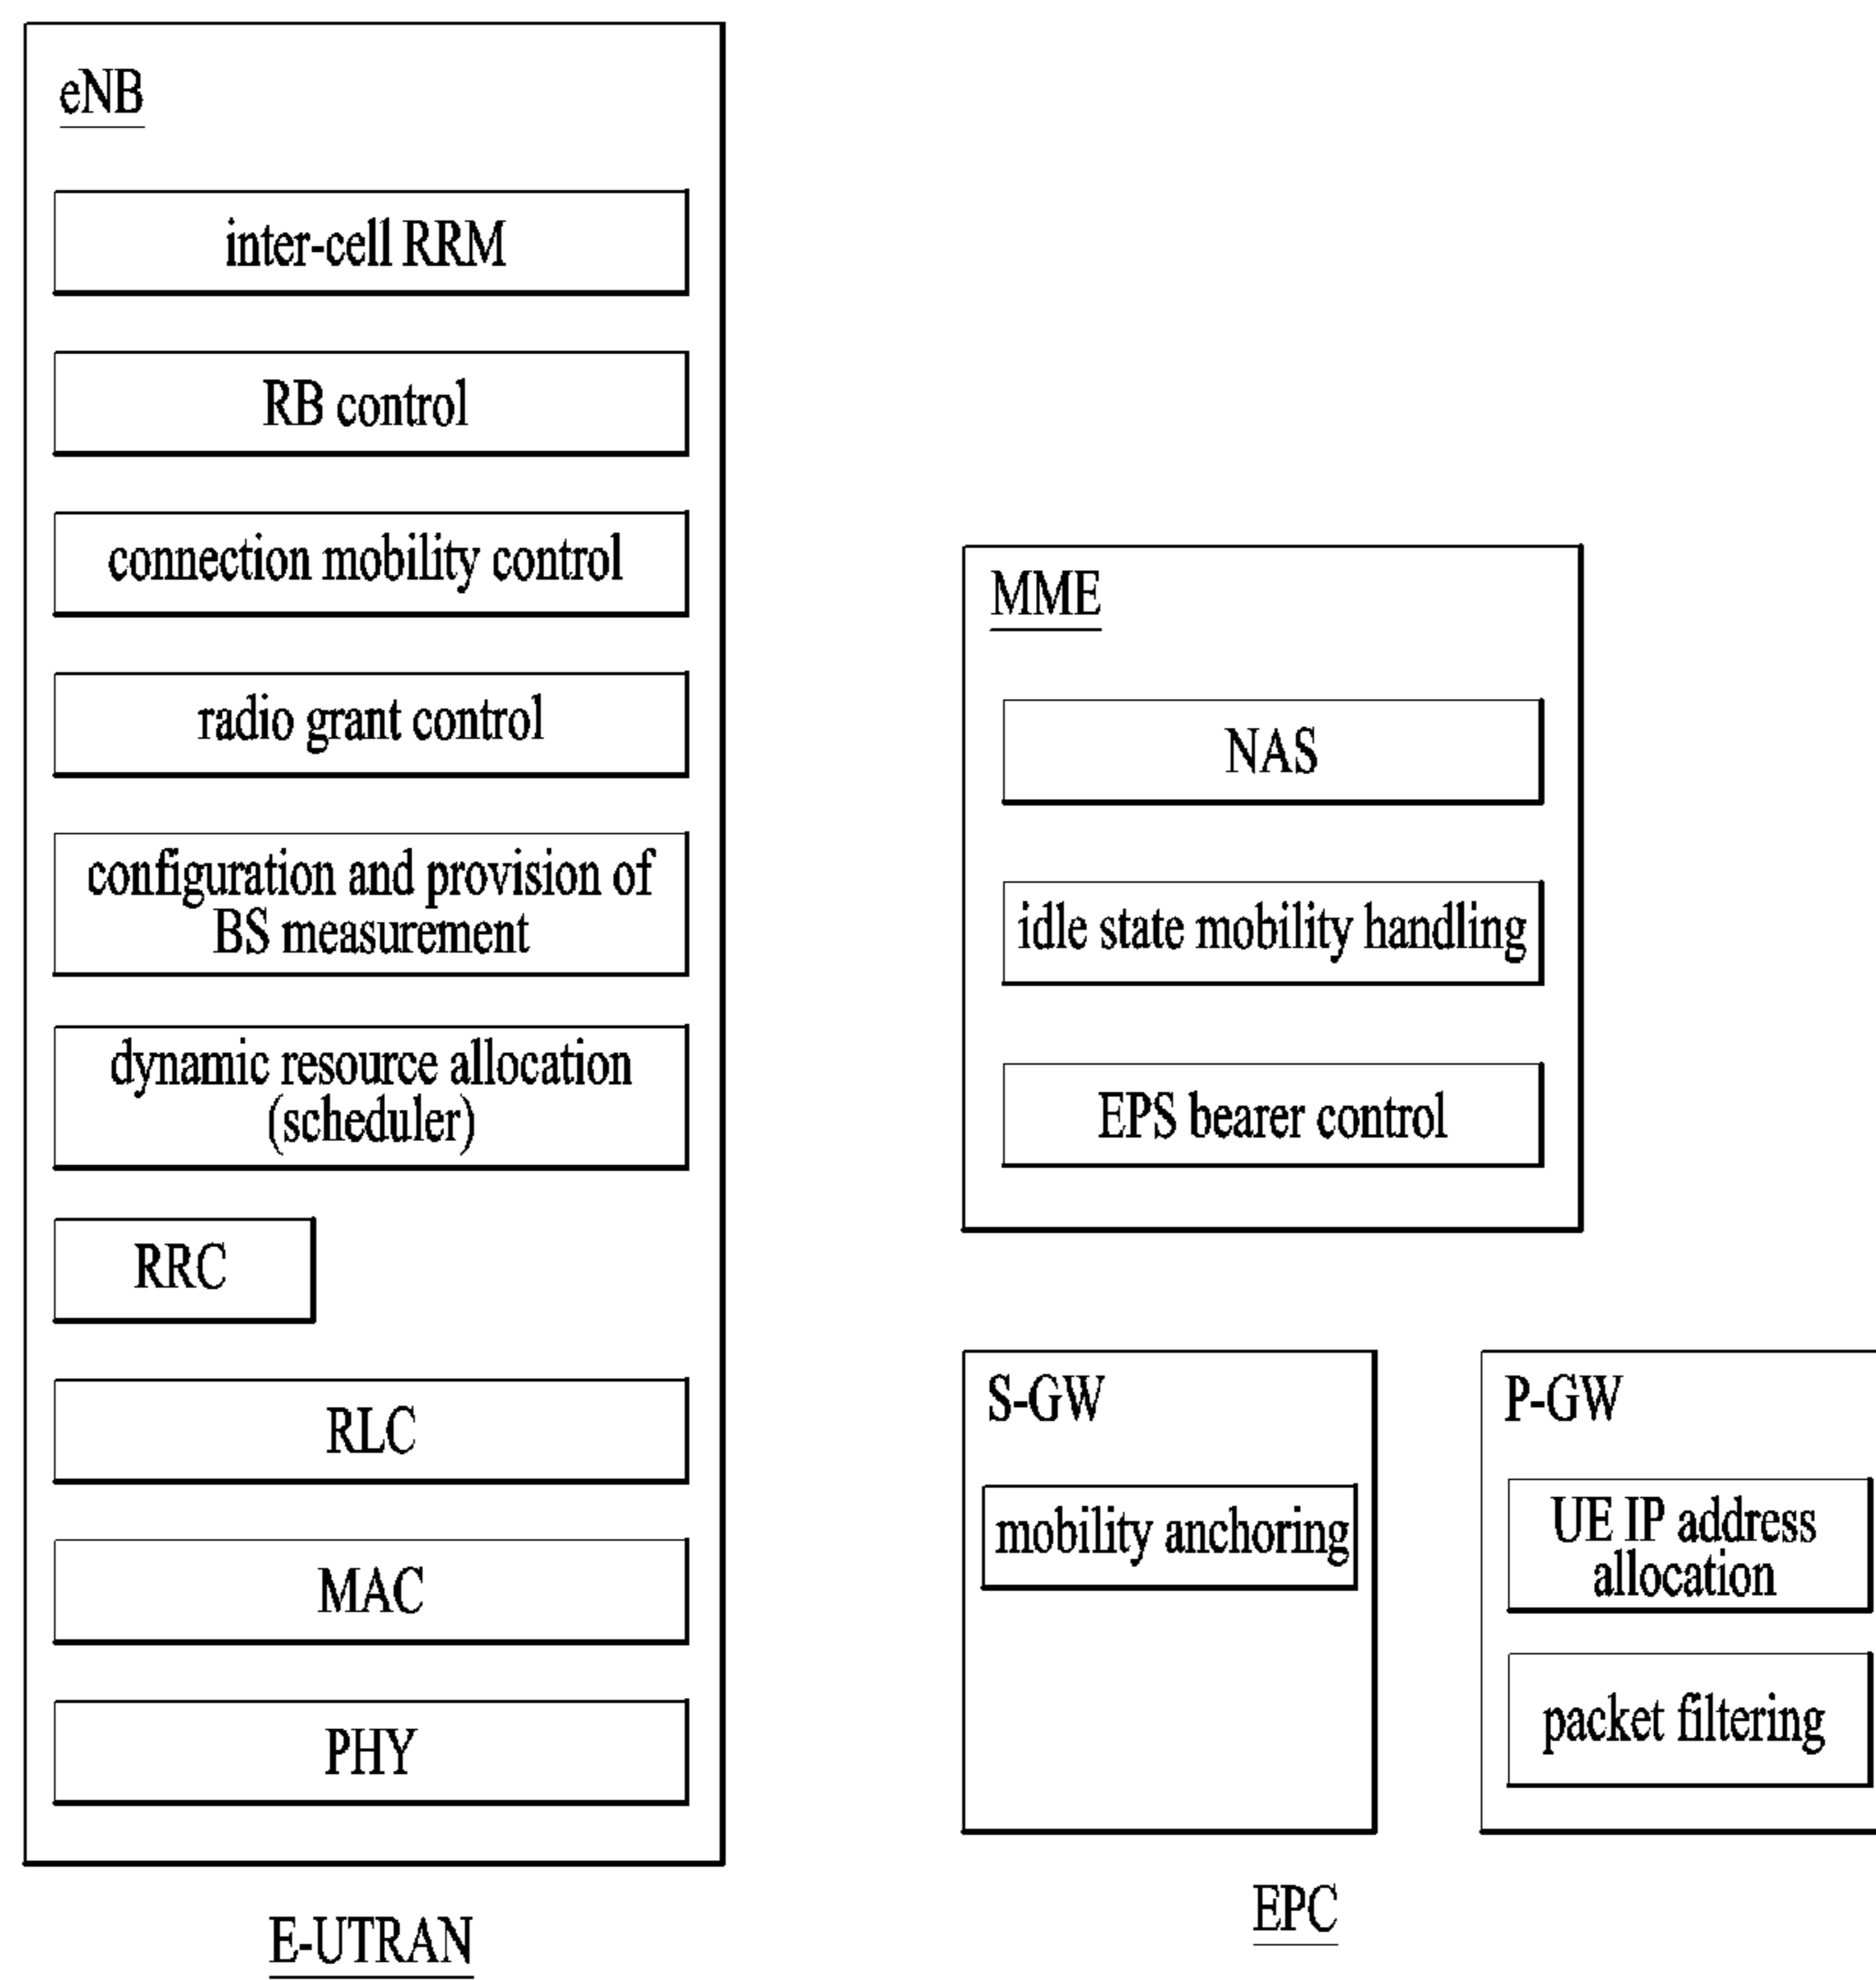 eNB
inter-cell RRM
RB control
connection mobility control
radio grant control
configuration and provision of
BS measurement
dynamic resource allocation
(scheduler)
RRC
RLC
MAC
PHY
E-UTRAN
MME
NAS
idle state mobility handling
EPS bearer control
S-GW
mobility anchoring
P-GW
UE IP address
allocation
packet filtering
EPC